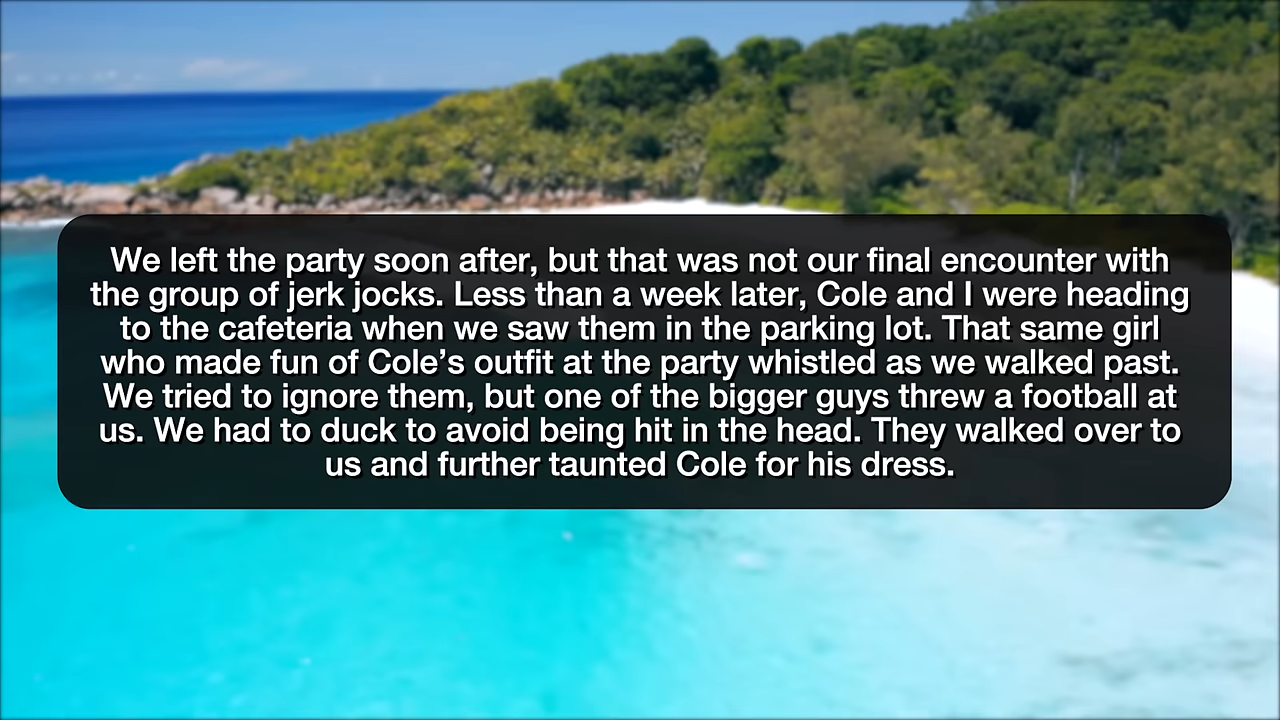 We left the party soon after, but that was not our final encounter with
the group of jerk jocks. Less than a week later, Cole and I were heading
to the cafeteria when we saw them in the parking lot. That same girl
who made fun of Cole’s outfit at the party whistled as we walked past.
We tried to ignore them, but one of the bigger guys threw a football at
us. We had to duck to avoid being hit in the head. They walked over to
us and further taunted Cole for his dress.